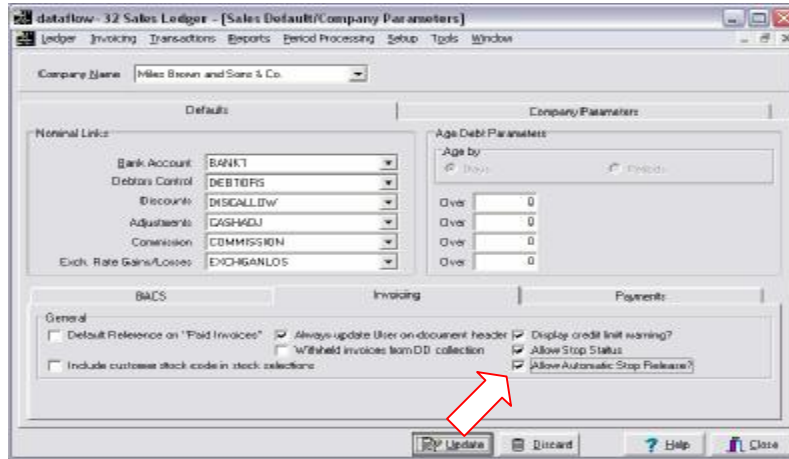 dataflow- 32 Sales Ledger - [Sales Default/Company Parameters]
Ledger Invoicing Transactions Reports Period Processing Setup Tools Window
Company Name Miles Brown and Sons & Co.
Defaults Company Parameters
Nominal Links Age Debt Parameters
Age by
Bank Account BANK1 Days Periods
Debtors Control DEBTORS
Discounts DISCALLOW Over 0
Adjustments CASHADJ Over 0
Commission COMMISSION Over 0
Exch. Rate Gains/Losses EXCHGANLOS Over 0
BACS Invoicing Payments
General
Default Reference on "Paid Invoices" Always update User on document header Display credit limit warning?
Withheld invoices from DD collection Allow Stop Status
Include customer stock code in stock selections Allow Automatic Stop Release?
Update Discard Help Close